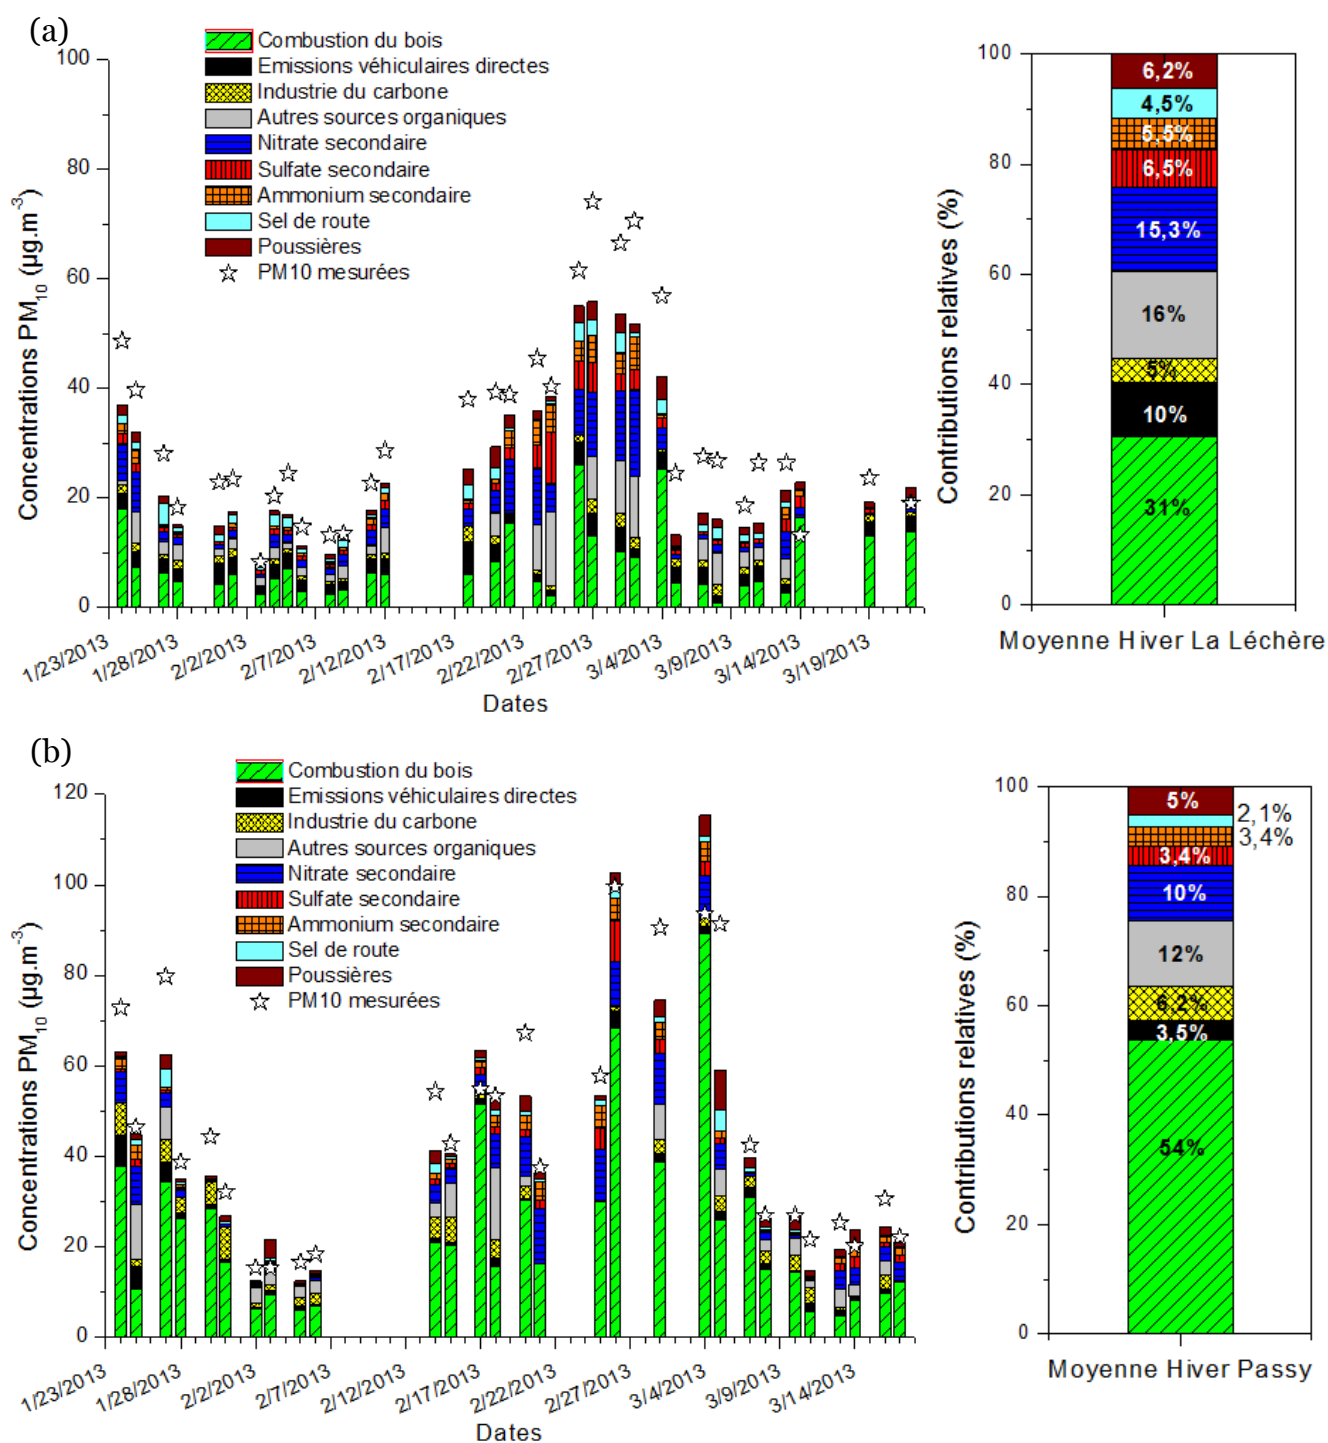 (a)
Combustion du bois
Emissions véhiculaires directes
Industrie du carbone
Autres sources organiques
Nitrate secondaire
Sulfate secondaire
Ammonium secondaire
Sel de route
Poussières
PM10 mesurées
Concentrations PM10 (µg.m-3)
100
80
60
40
20
0
1/23/2013
1/28/2013
2/2/2013
2/7/2013
2/12/2013
2/17/2013
2/22/2013
2/27/2013
3/4/2013
3/9/2013
3/14/2013
3/19/2013
Dates
Contributions relatives (%)
100
80
60
40
20
0
6,2%
4,5%
5,5%
6,5%
15,3%
16%
5%
10%
31%
Moyenne Hiver La Léchère
(b)
Combustion du bois
Emissions véhiculaires directes
Industrie du carbone
Autres sources organiques
Nitrate secondaire
Sulfate secondaire
Ammonium secondaire
Sel de route
Poussières
PM10 mesurées
Concentrations PM10 (µg.m-3)
120
100
80
60
40
20
0
1/23/2013
1/28/2013
2/2/2013
2/7/2013
2/12/2013
2/17/2013
2/22/2013
2/27/2013
3/4/2013
3/9/2013
3/14/2013
Dates
Contributions relatives (%)
100
80
60
40
20
0
5%
2,1%
3,4%
3,4%
10%
12%
6,2%
3,5%
54%
Moyenne Hiver Passy